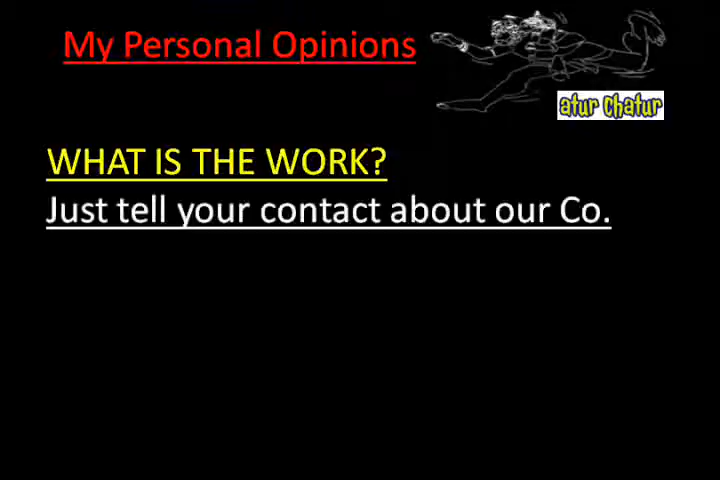 My Personal Opinions
atur Chatur
WHAT IS THE WORK?
Just tell your contact about our Co.